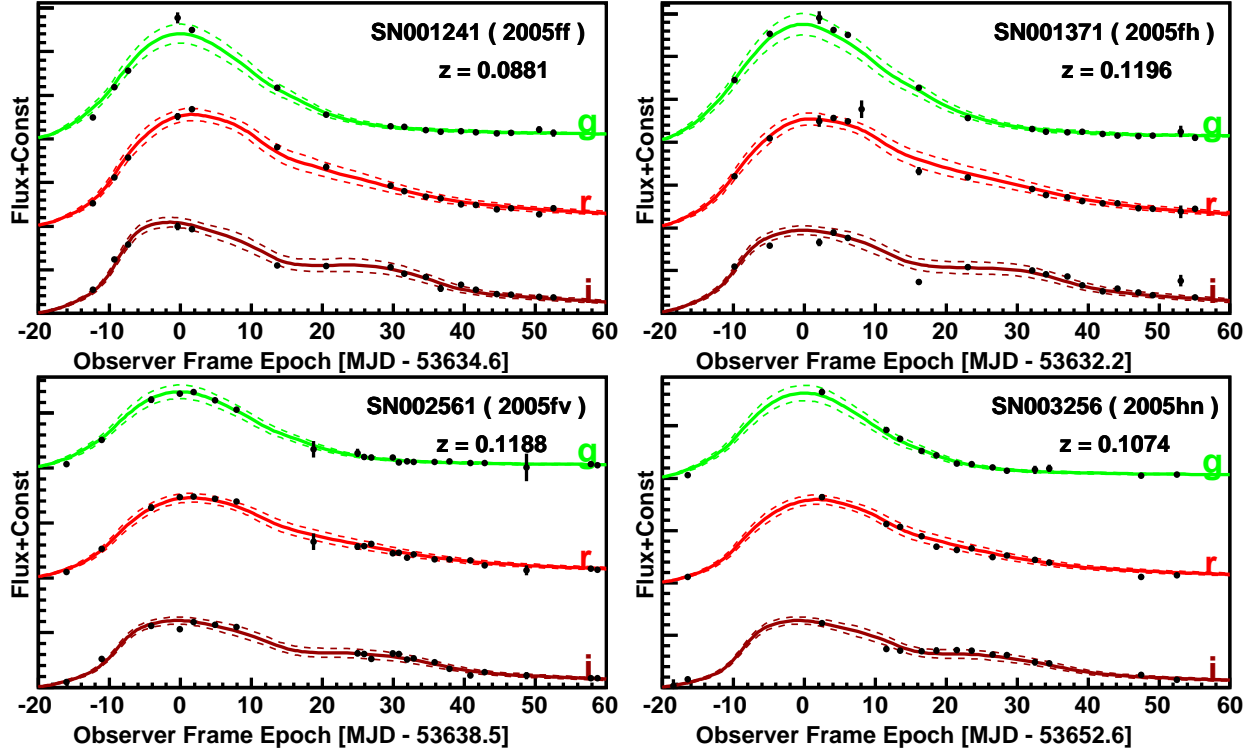 SN001241 ( 2005ff )
z = 0.0881
g
r
i
Flux+Const
-20 -10 0 10 20 30 40 50 60
Observer Frame Epoch [MJD - 53634.6]
SN001371 ( 2005fh )
z = 0.1196
g
r
i
Flux+Const
-20 -10 0 10 20 30 40 50 60
Observer Frame Epoch [MJD - 53632.2]
SN002561 ( 2005fv )
z = 0.1188
g
r
i
Flux+Const
-20 -10 0 10 20 30 40 50 60
Observer Frame Epoch [MJD - 53638.5]
SN003256 ( 2005hn )
z = 0.1074
g
r
i
Flux+Const
-20 -10 0 10 20 30 40 50 60
Observer Frame Epoch [MJD - 53652.6]